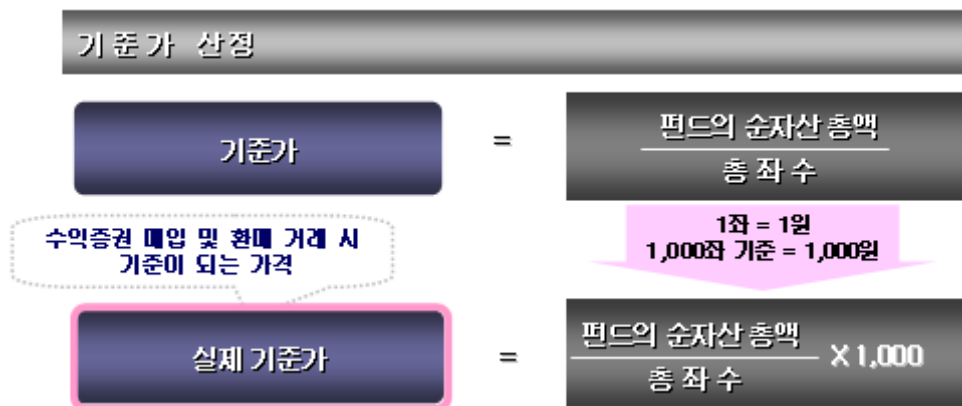 기준가 산정
기준가
=
펀드의 순자산 총액
총 좌 수
수익증권 매입 및 환매 거래 시
기준이 되는 가격
1좌 = 1원
1,000좌 기준 = 1,000원
실제 기준가
=
펀드의 순자산 총액
총 좌 수
X 1,000